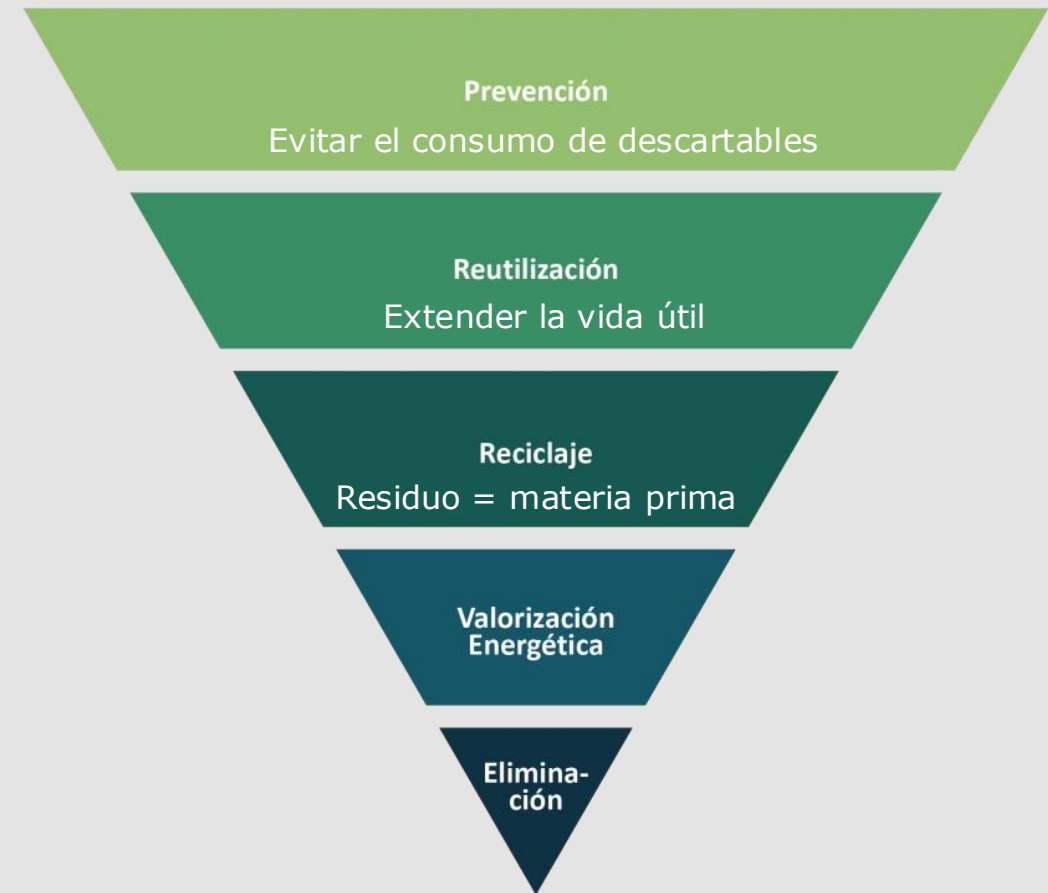 Prevención
Evitar el consumo de descartables
Reutilización
Extender la vida útil
Reciclaje
Residuo = materia prima
Valorización
Energética
Elimina-
ción